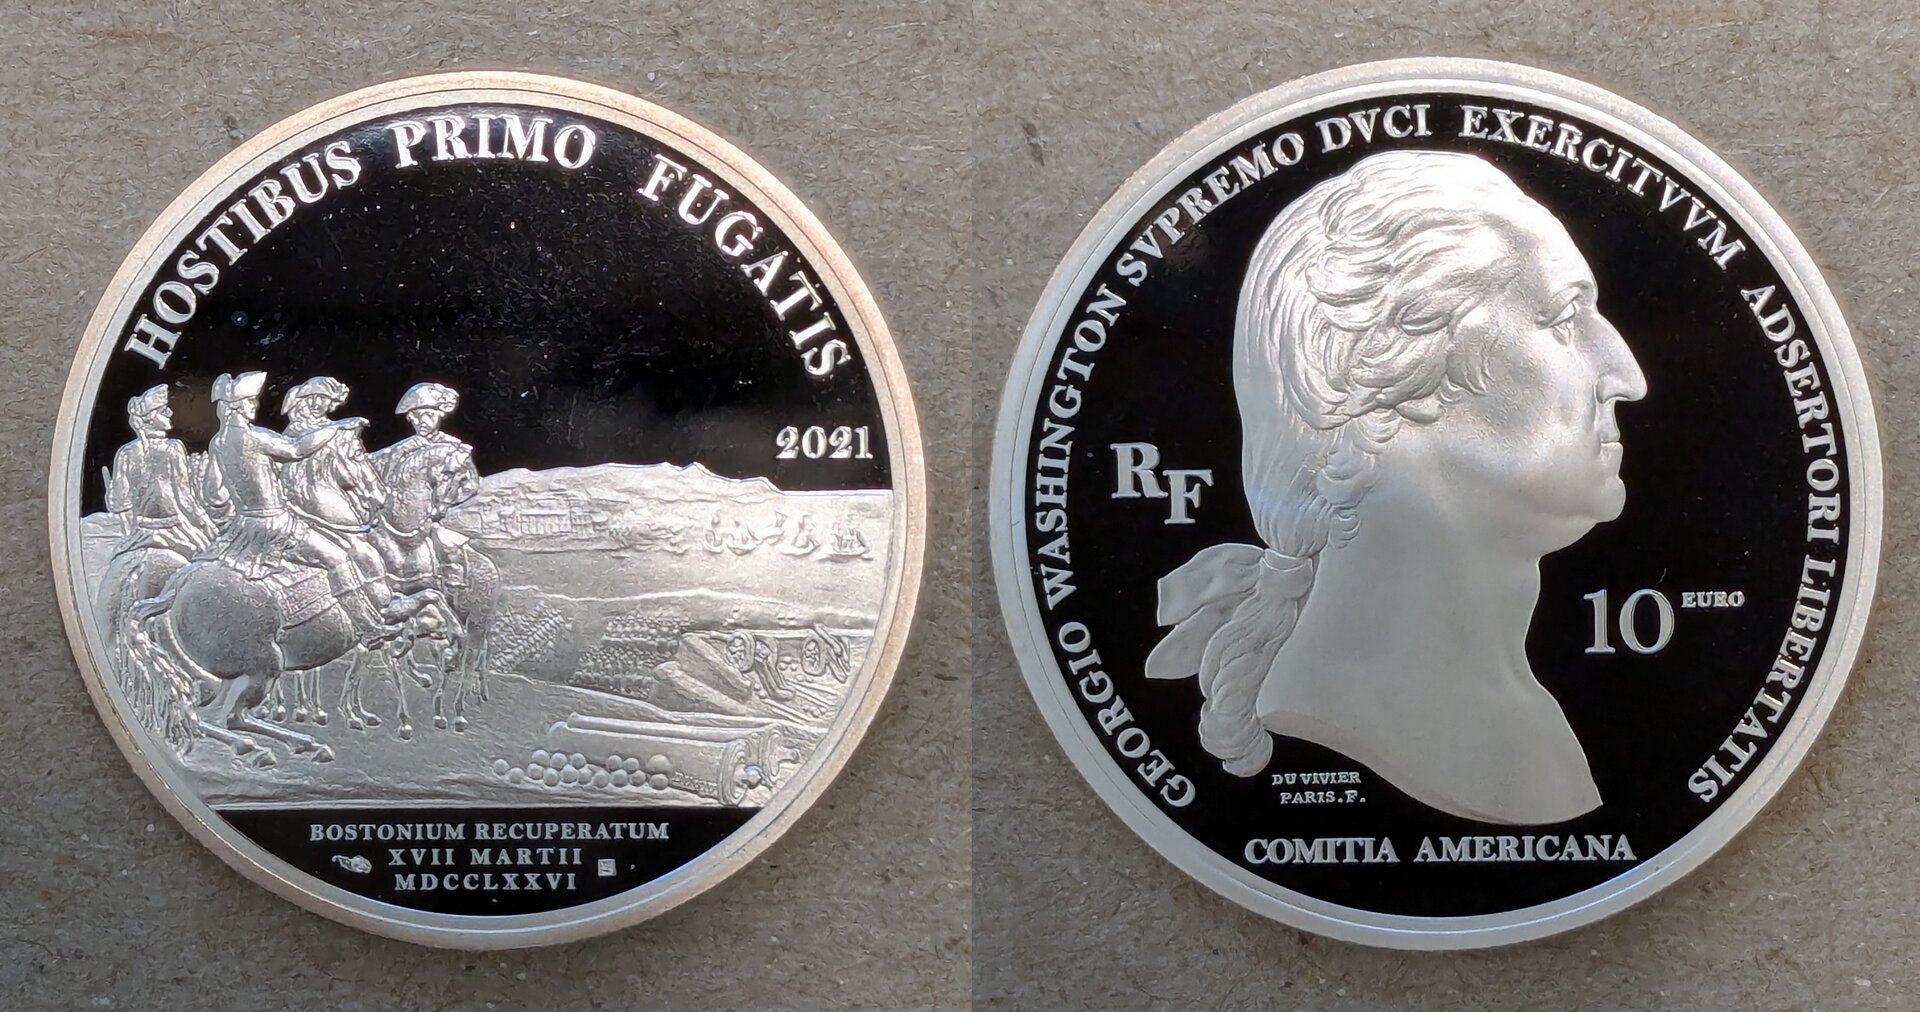 HOSTIBUS PRIMO FUGATIS
2021
BOSTONIUM RECUPERATUM
XVII MARTII
MDCCLXXVI
GEORGIO WASHINGTON SVPREMO DVCI EXERCITVVM ADSERTORI LIBERTATIS
RF
10 EURO
DU VIVIER
PARIS.F.
COMITIA AMERICANA